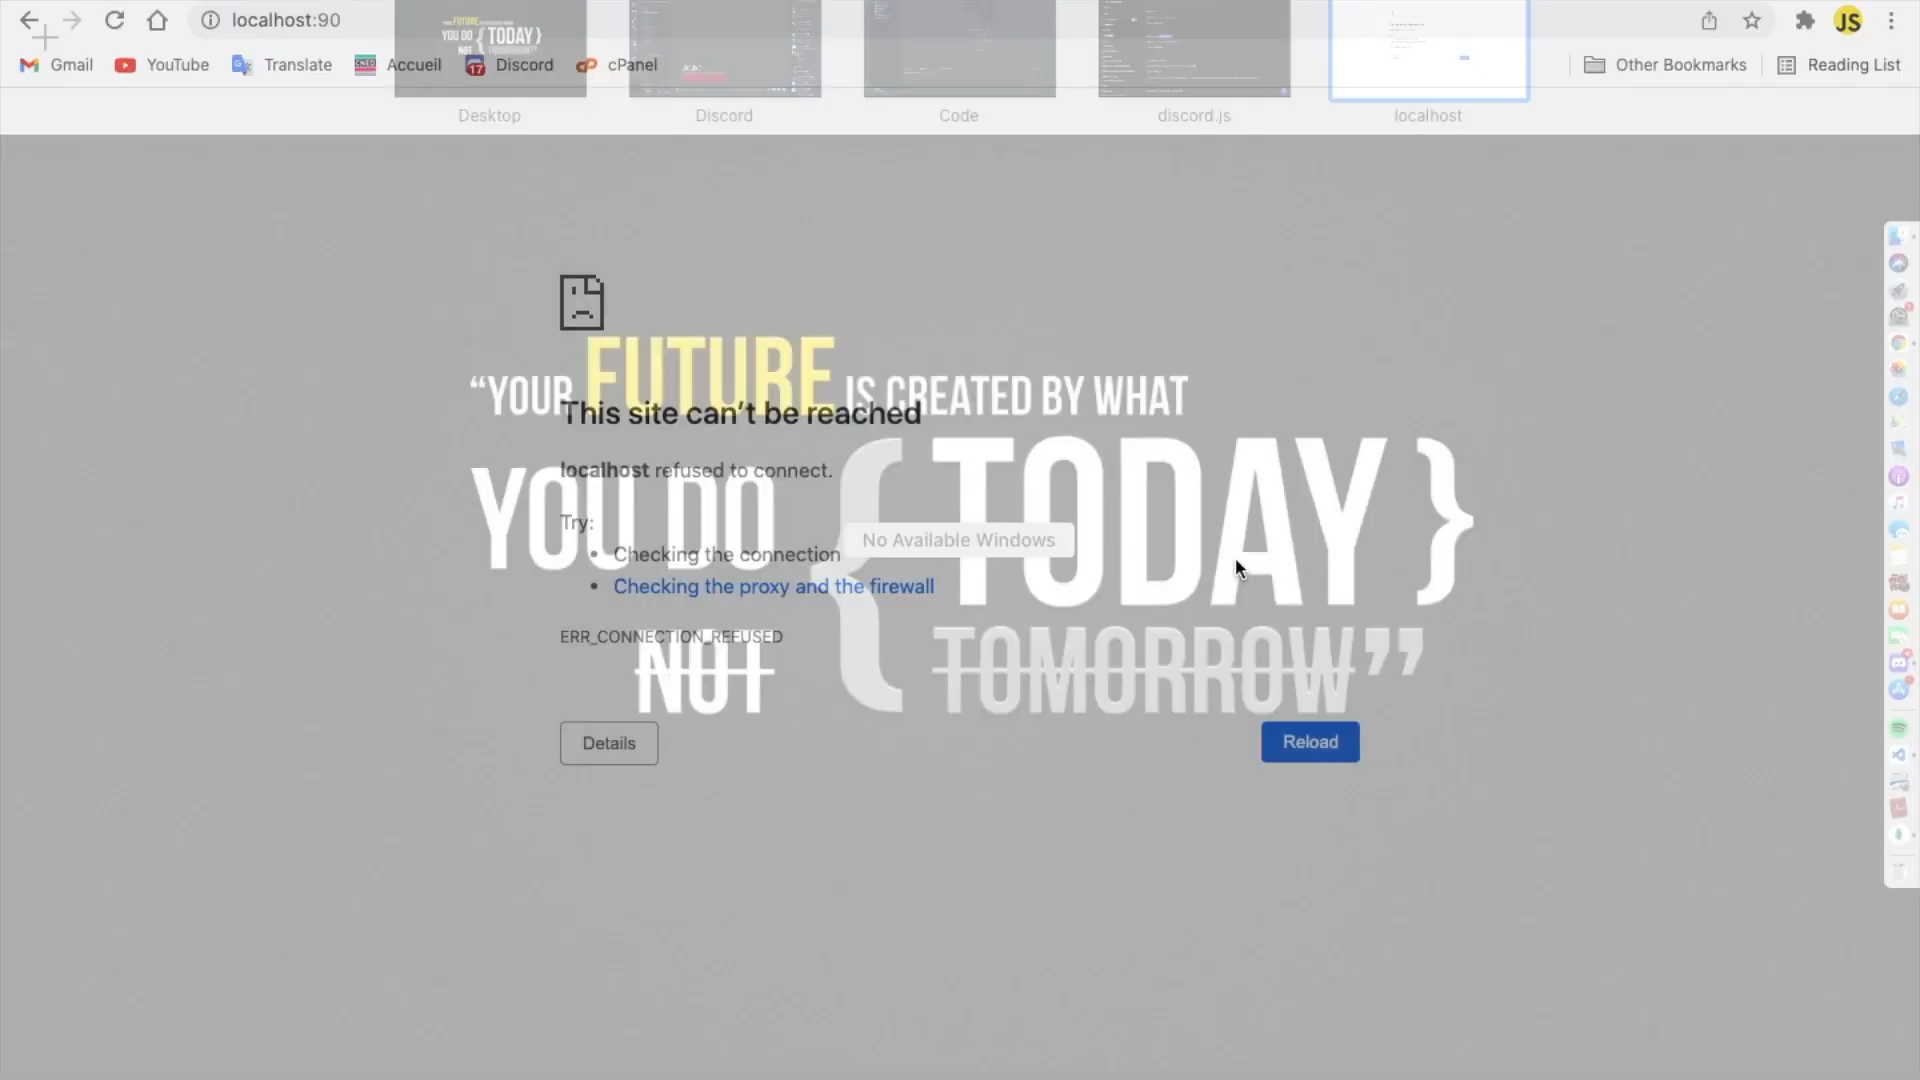 localhost:90
JS
Gmail
YouTube
Translate
Accueil
17
Discord
cPanel
Other Bookmarks
Reading List
Desktop
Discord
Code
discord.js
localhost
“YOUR FUTURE IS CREATED BY WHAT
YOU DO { TODAY }
NOT TOMORROW”
This site can’t be reached
localhost refused to connect.
Try:
• Checking the connection
• Checking the proxy and the firewall
ERR_CONNECTION_REFUSED
No Available Windows
Details
Reload